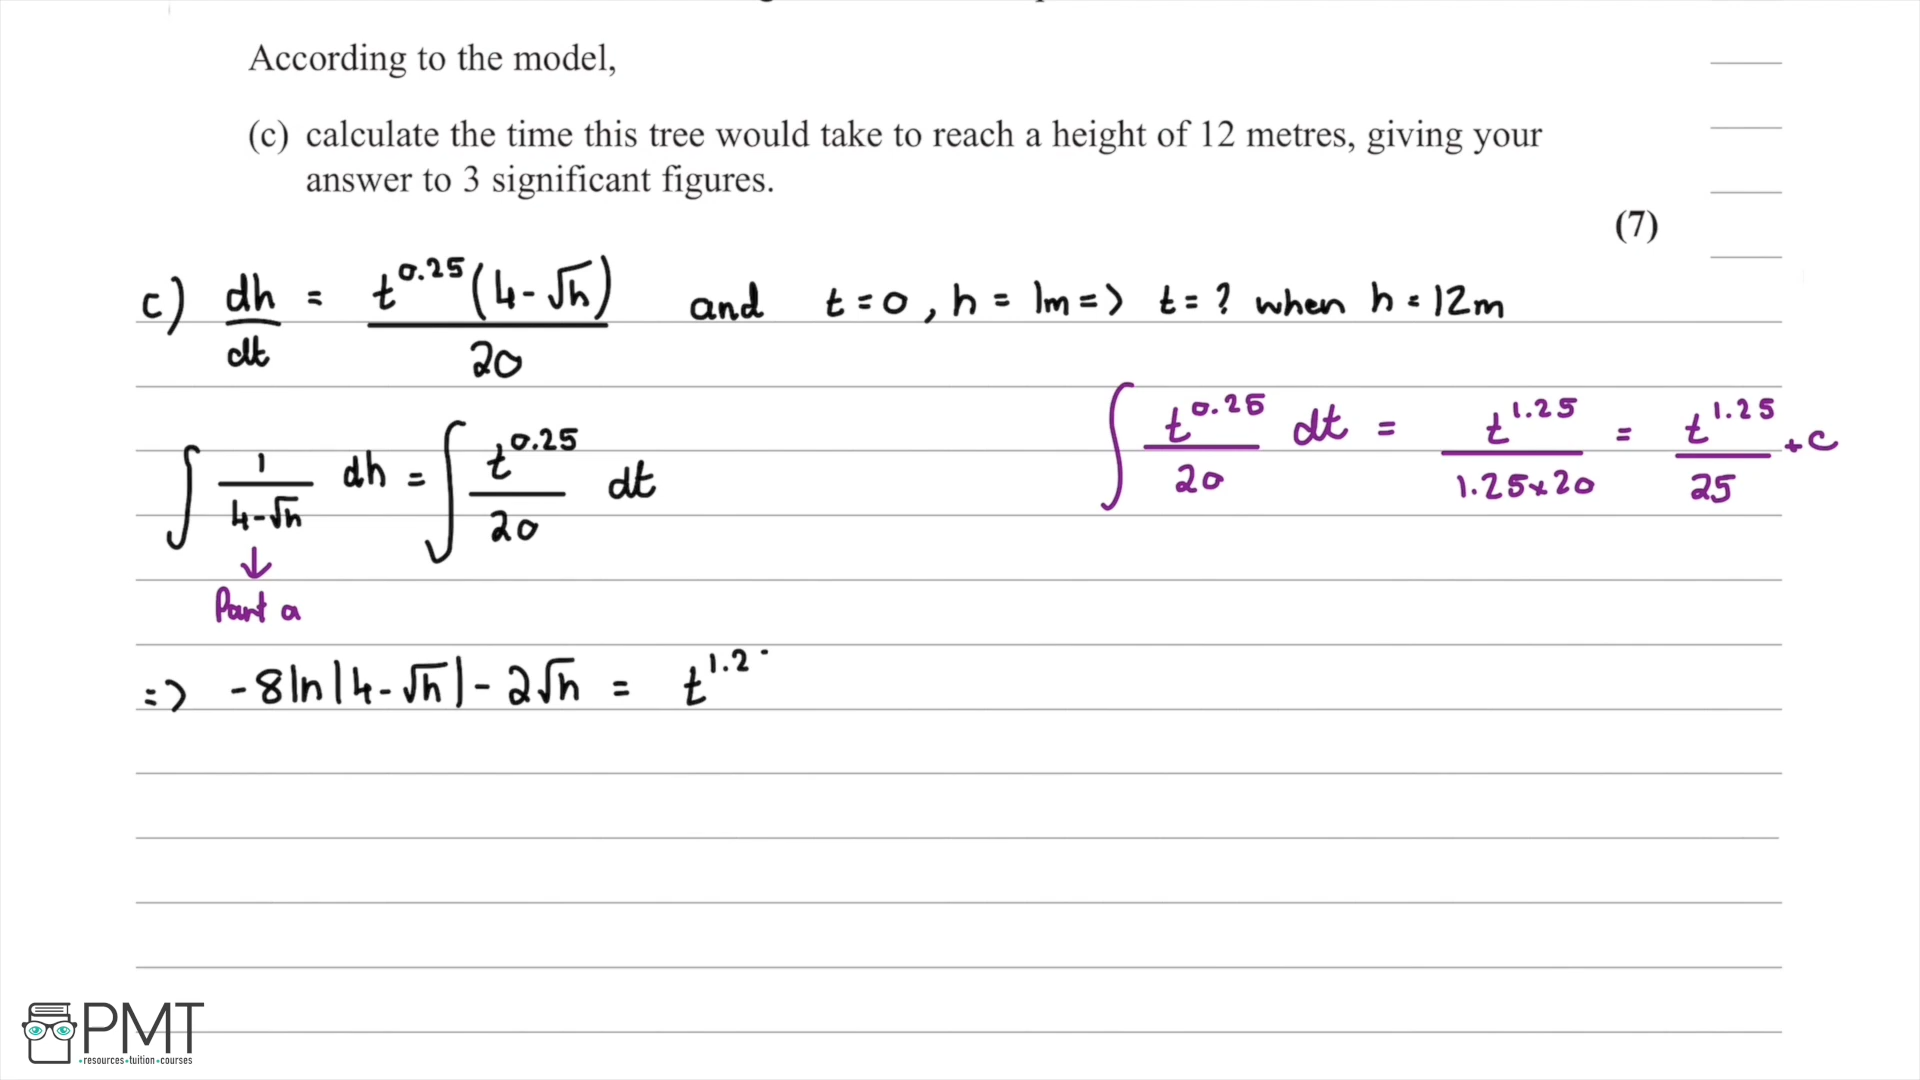 According to the model,
(c) calculate the time this tree would take to reach a height of 12 metres, giving your
answer to 3 significant figures.
(7)
c) dh/dt = t^0.25 (4-√h)/20 and t=0, h = 1m => t= ? when h = 12m
∫ t^0.25/20 dt = t^1.25/1.25×20 = t^1.25/25 + c
∫ 1/4-√h dh = ∫ t^0.25/20 dt
↓
Part a
=> -8ln|4-√h| - 2√h = t^1.2
PMT
•resources•tuition•courses